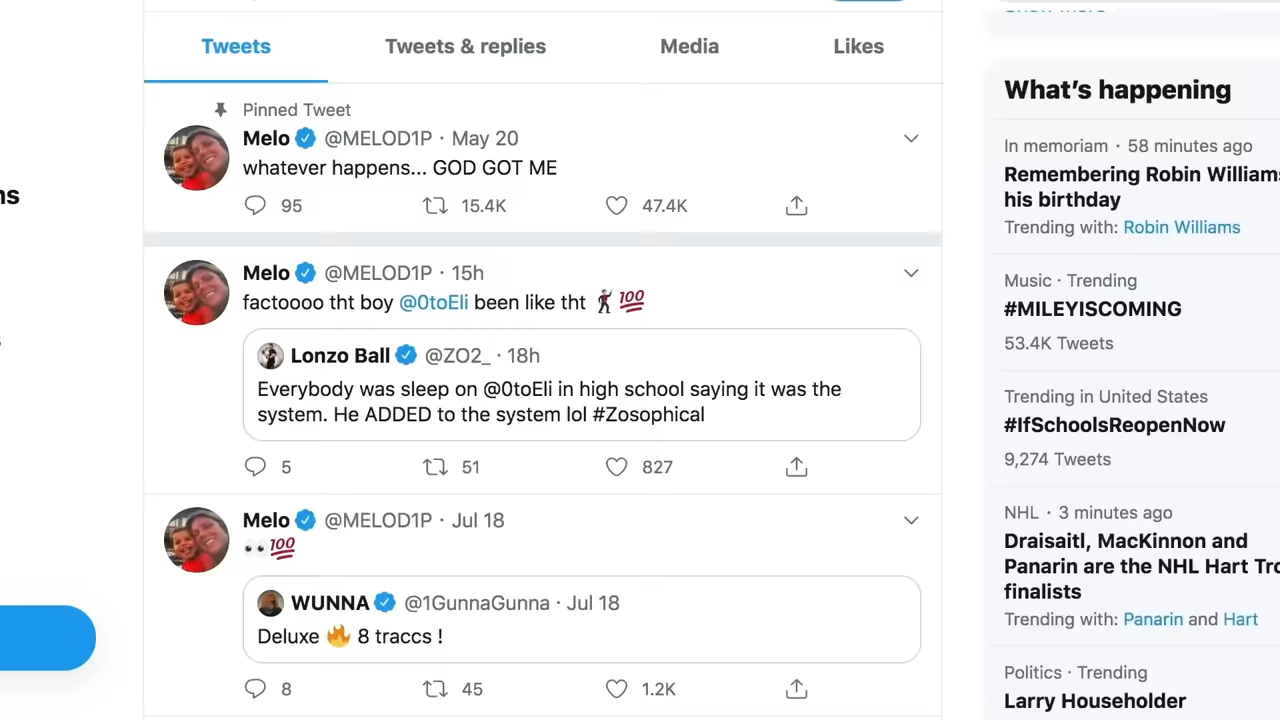 Tweets
Tweets & replies
Media
Likes
Pinned Tweet
Melo @MELOD1P · May 20
whatever happens... GOD GOT ME
95
15.4K
47.4K
Melo @MELOD1P · 15h
factoooo tht boy @0toEli been like tht 🕺🏿💯
Lonzo Ball @ZO2_ · 18h
Everybody was sleep on @0toEli in high school saying it was the
system. He ADDED to the system lol #Zosophical
5
51
827
Melo @MELOD1P · Jul 18
👀💯
WUNNA @1GunnaGunna · Jul 18
Deluxe 🔥 8 traccs !
8
45
1.2K
What's happening
In memoriam · 58 minutes ago
Remembering Robin Williams
his birthday
Trending with: Robin Williams
Music · Trending
#MILEYISCOMING
53.4K Tweets
Trending in United States
#IfSchoolsReopenNow
9,274 Tweets
NHL · 3 minutes ago
Draisaitl, MacKinnon and
Panarin are the NHL Hart
finalists
Trending with: Panarin and Hart
Politics · Trending
Larry Householder